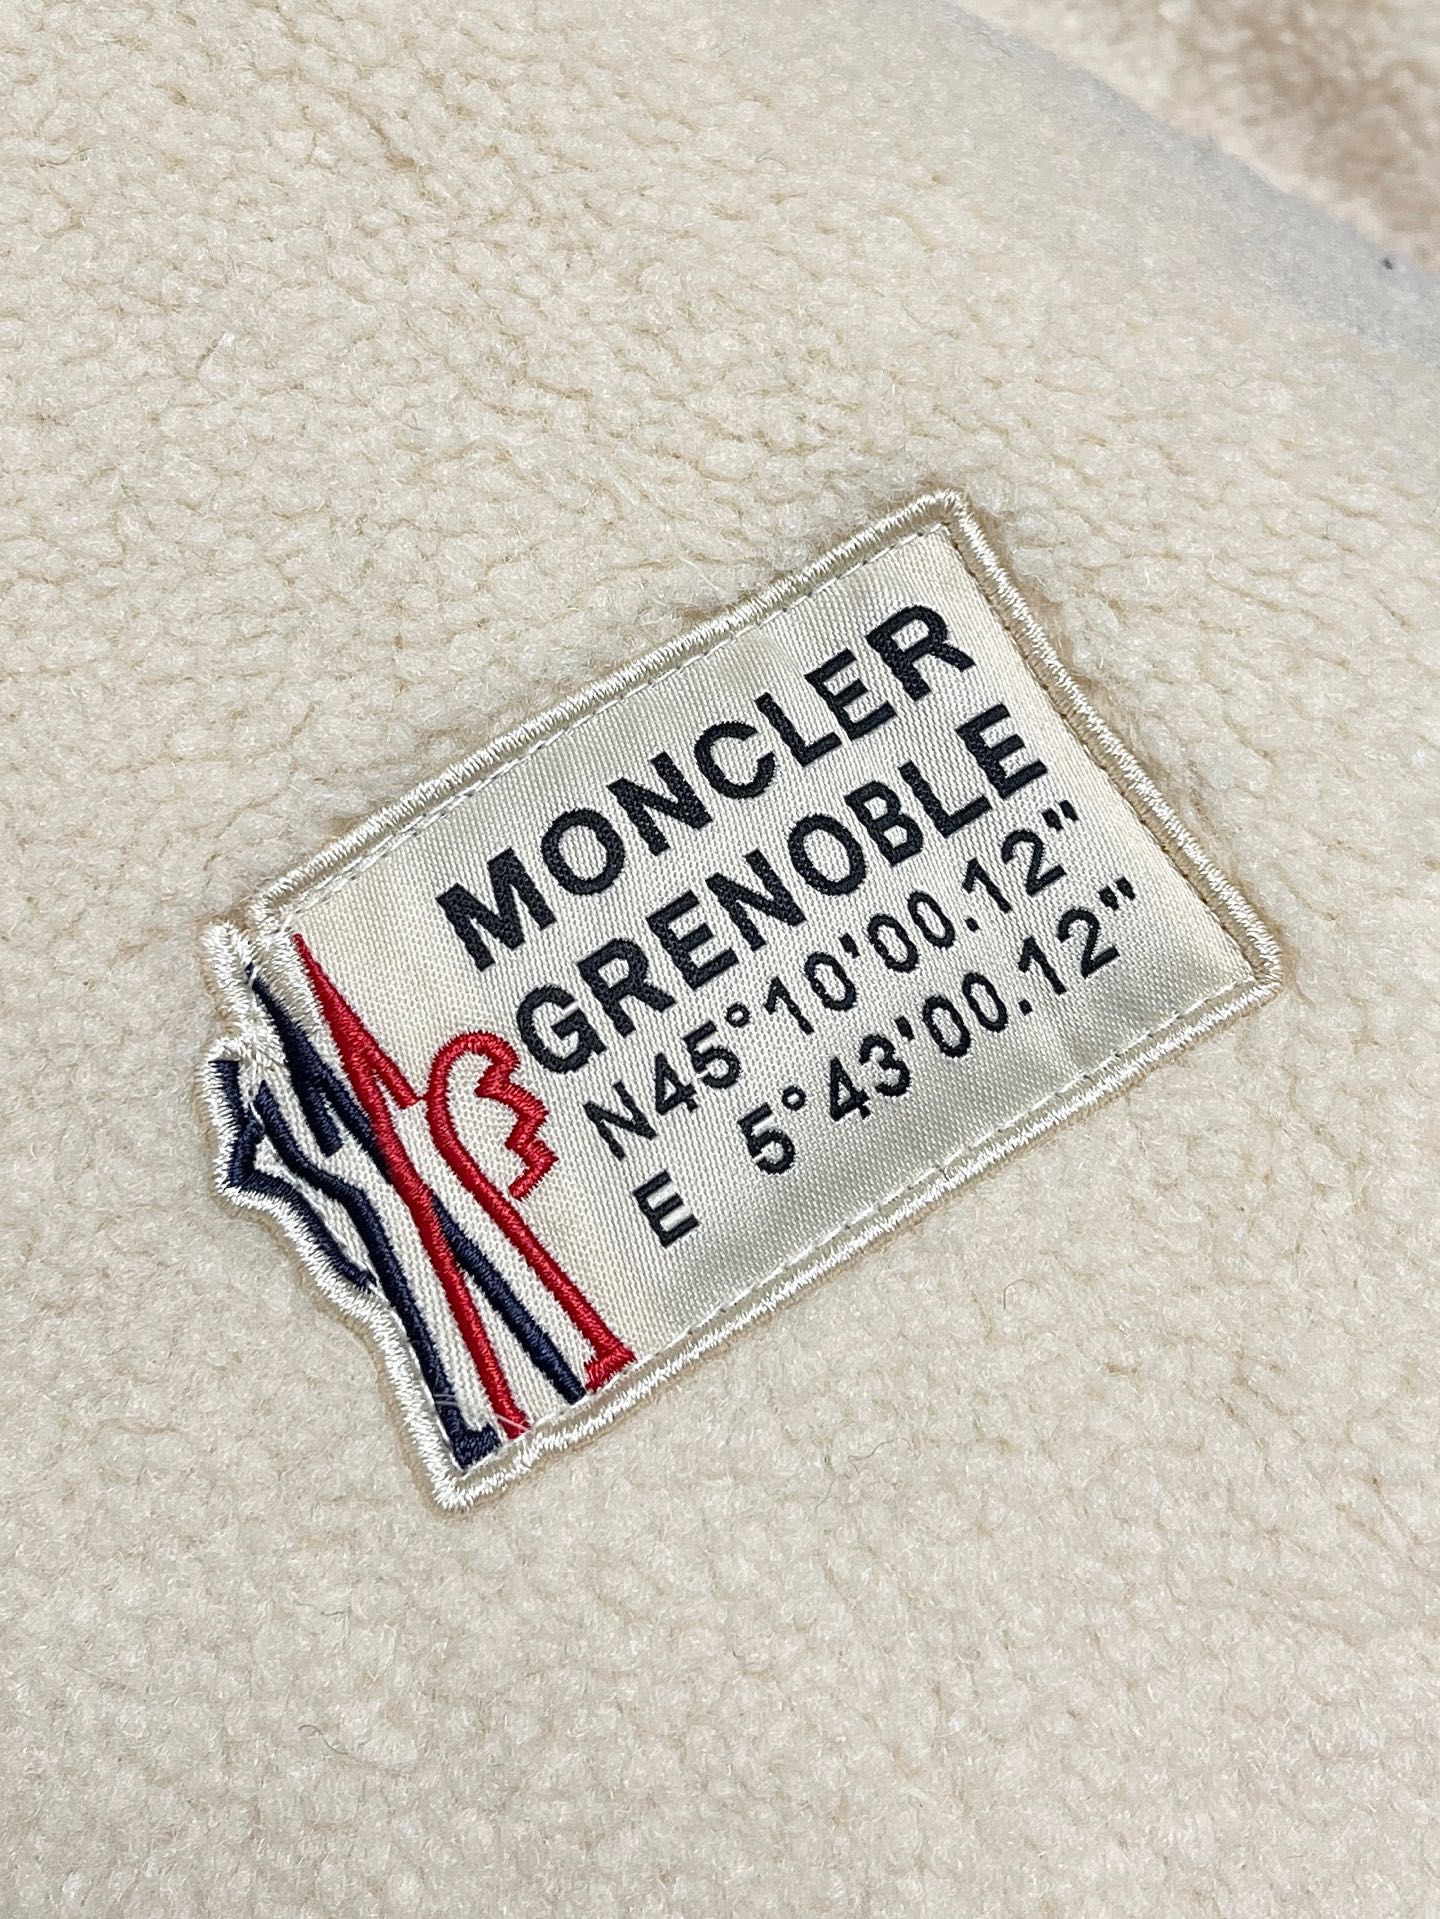 MONCLER
GRENOBLE
N45°10'00.12"
E 5°43'00.12"